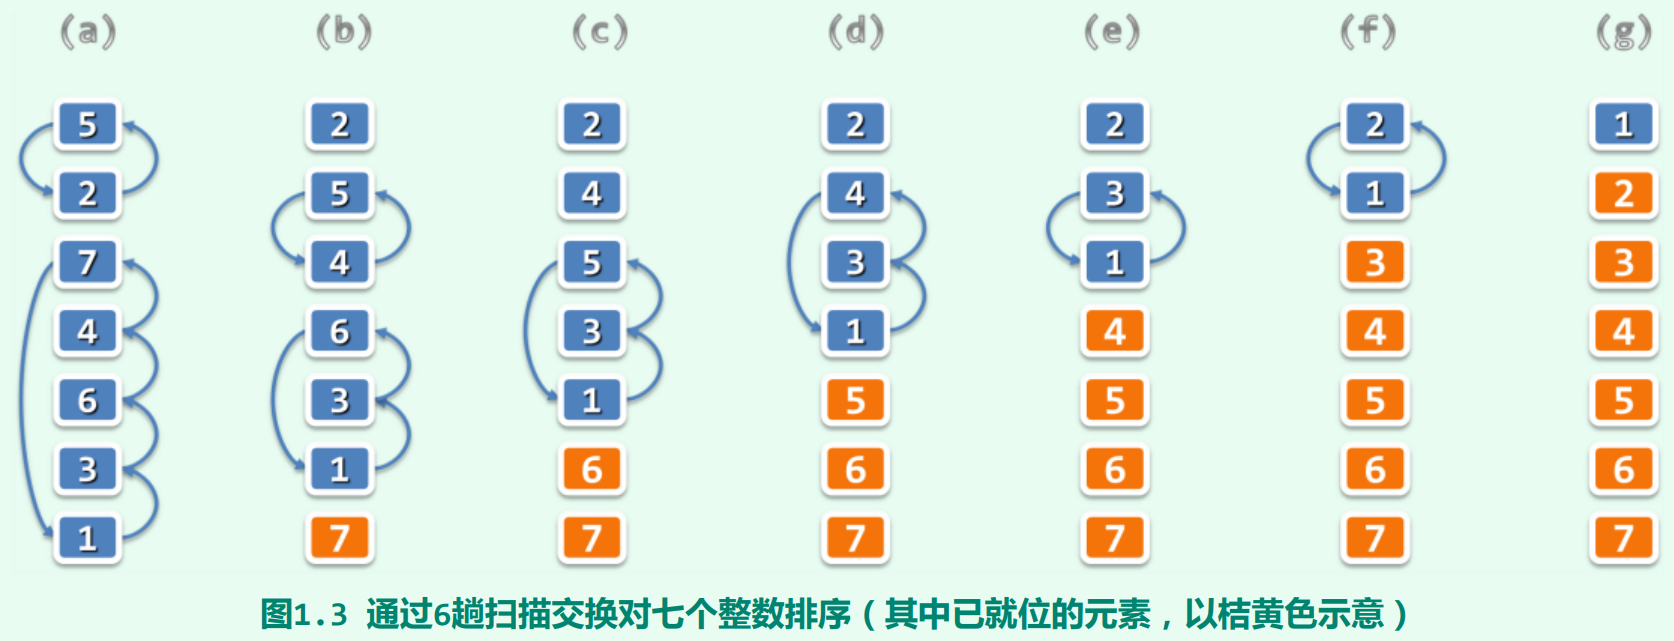 (a) (b) (c) (d) (e) (f) (g)
5 2 2 2 2 2 1
2 5 4 4 3 1 2
7 4 5 3 1 3 3
4 6 3 1 4 4 4
6 3 1 5 5 5 5
3 1 6 6 6 6 6
1 7 7 7 7 7 7
图1.3 通过6趟扫描交换对七个整数排序（其中已就位的元素，以桔黄色示意）